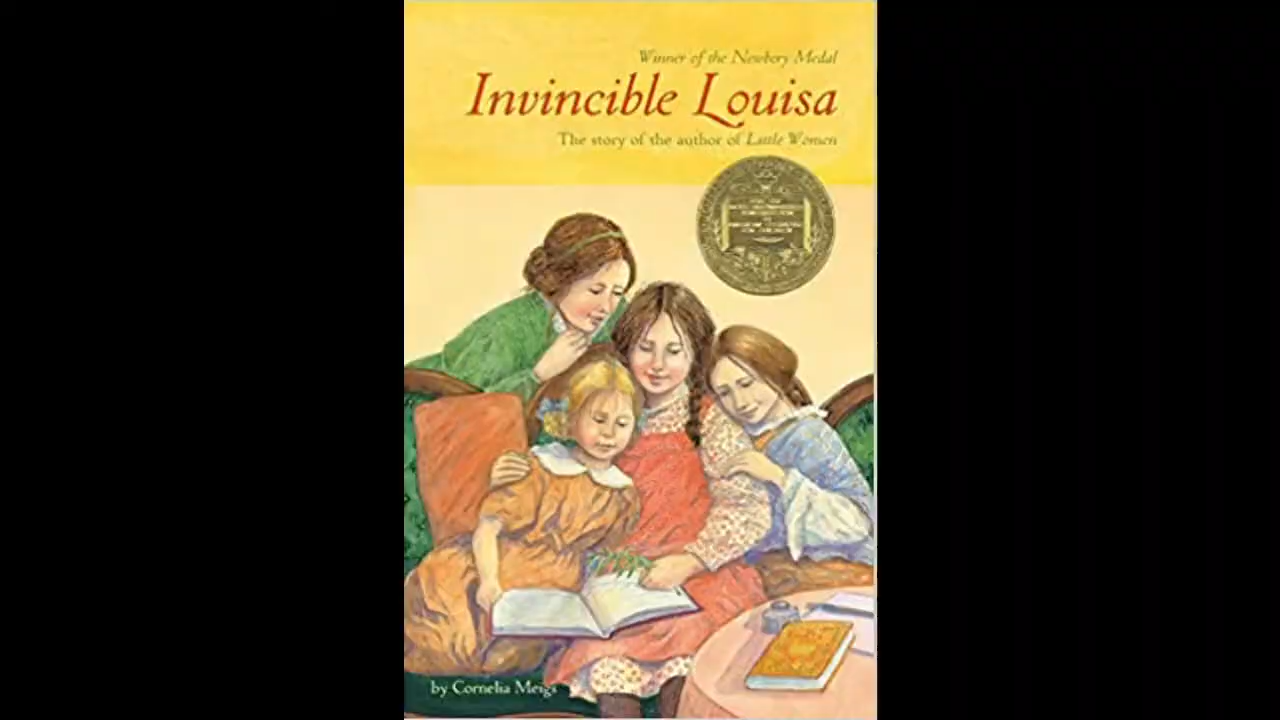 Winner of the Newbery Medal
Invincible Louisa
The story of the author of Little Women
by Cornelia Meigs